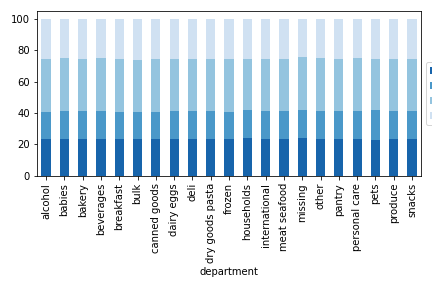 100
80
60
40
20
0
alcohol
babies
bakery
beverages
breakfast
bulk
canned goods
dairy eggs
deli
dry goods pasta
frozen
households
international
meat seafood
missing
other
pantry
personal care
pets
produce
snacks
department